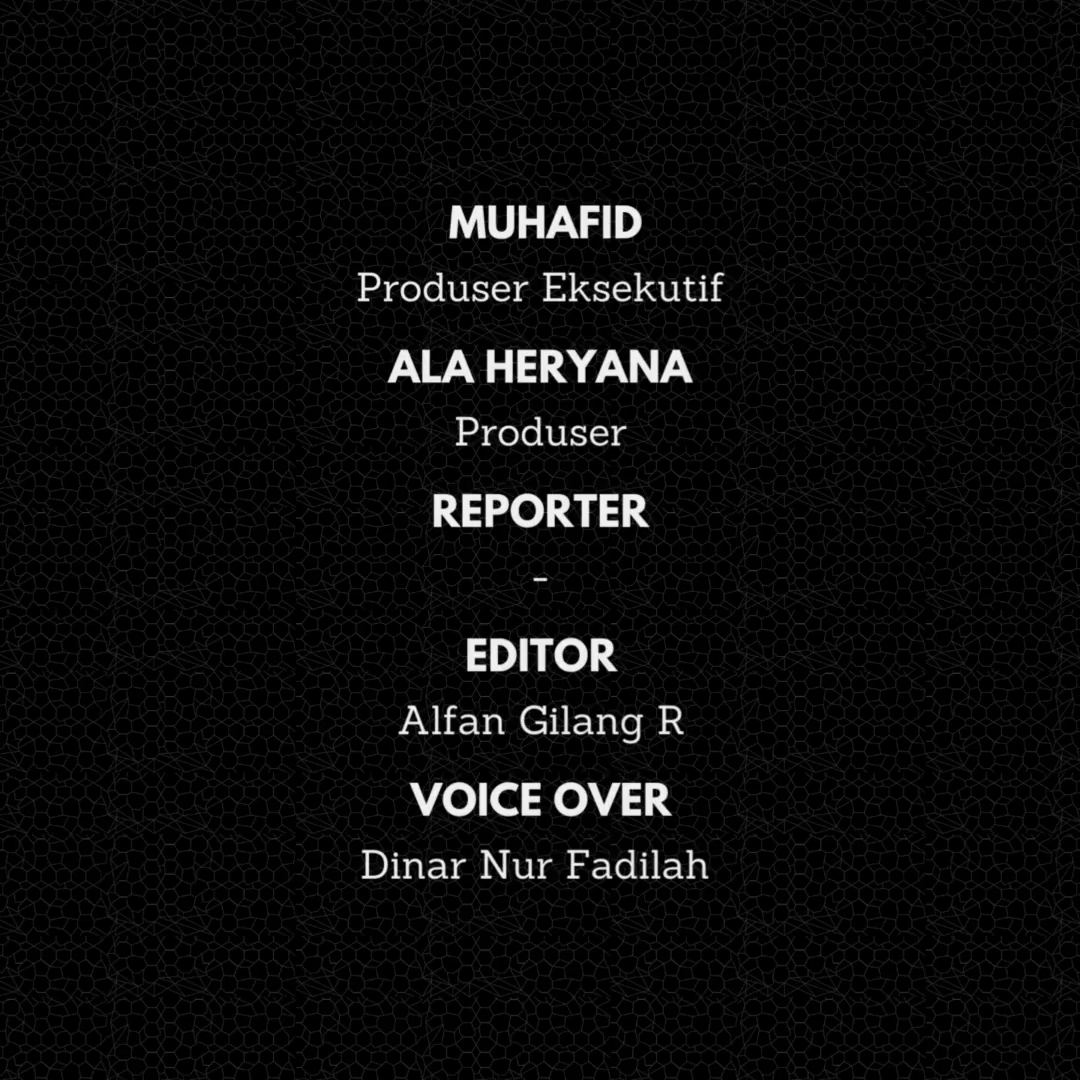 MUHAFID
Produser Eksekutif
ALA HERYANA
Produser
REPORTER
-
EDITOR
Alfan Gilang R
VOICE OVER
Dinar Nur Fadilah